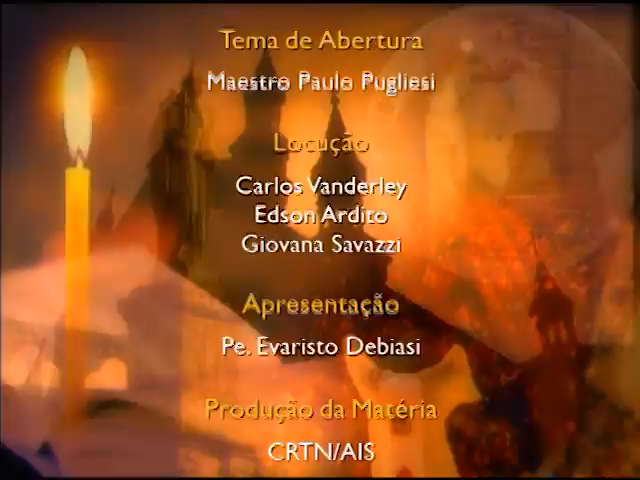 Tema de Abertura
Maestro Paulo Pugliesi
Locução
Carlos Vanderley
Edson Ardito
Giovana Savazzi
Apresentação
Pe. Evaristo Debiasi
Produção da Matéria
CRTN/AIS